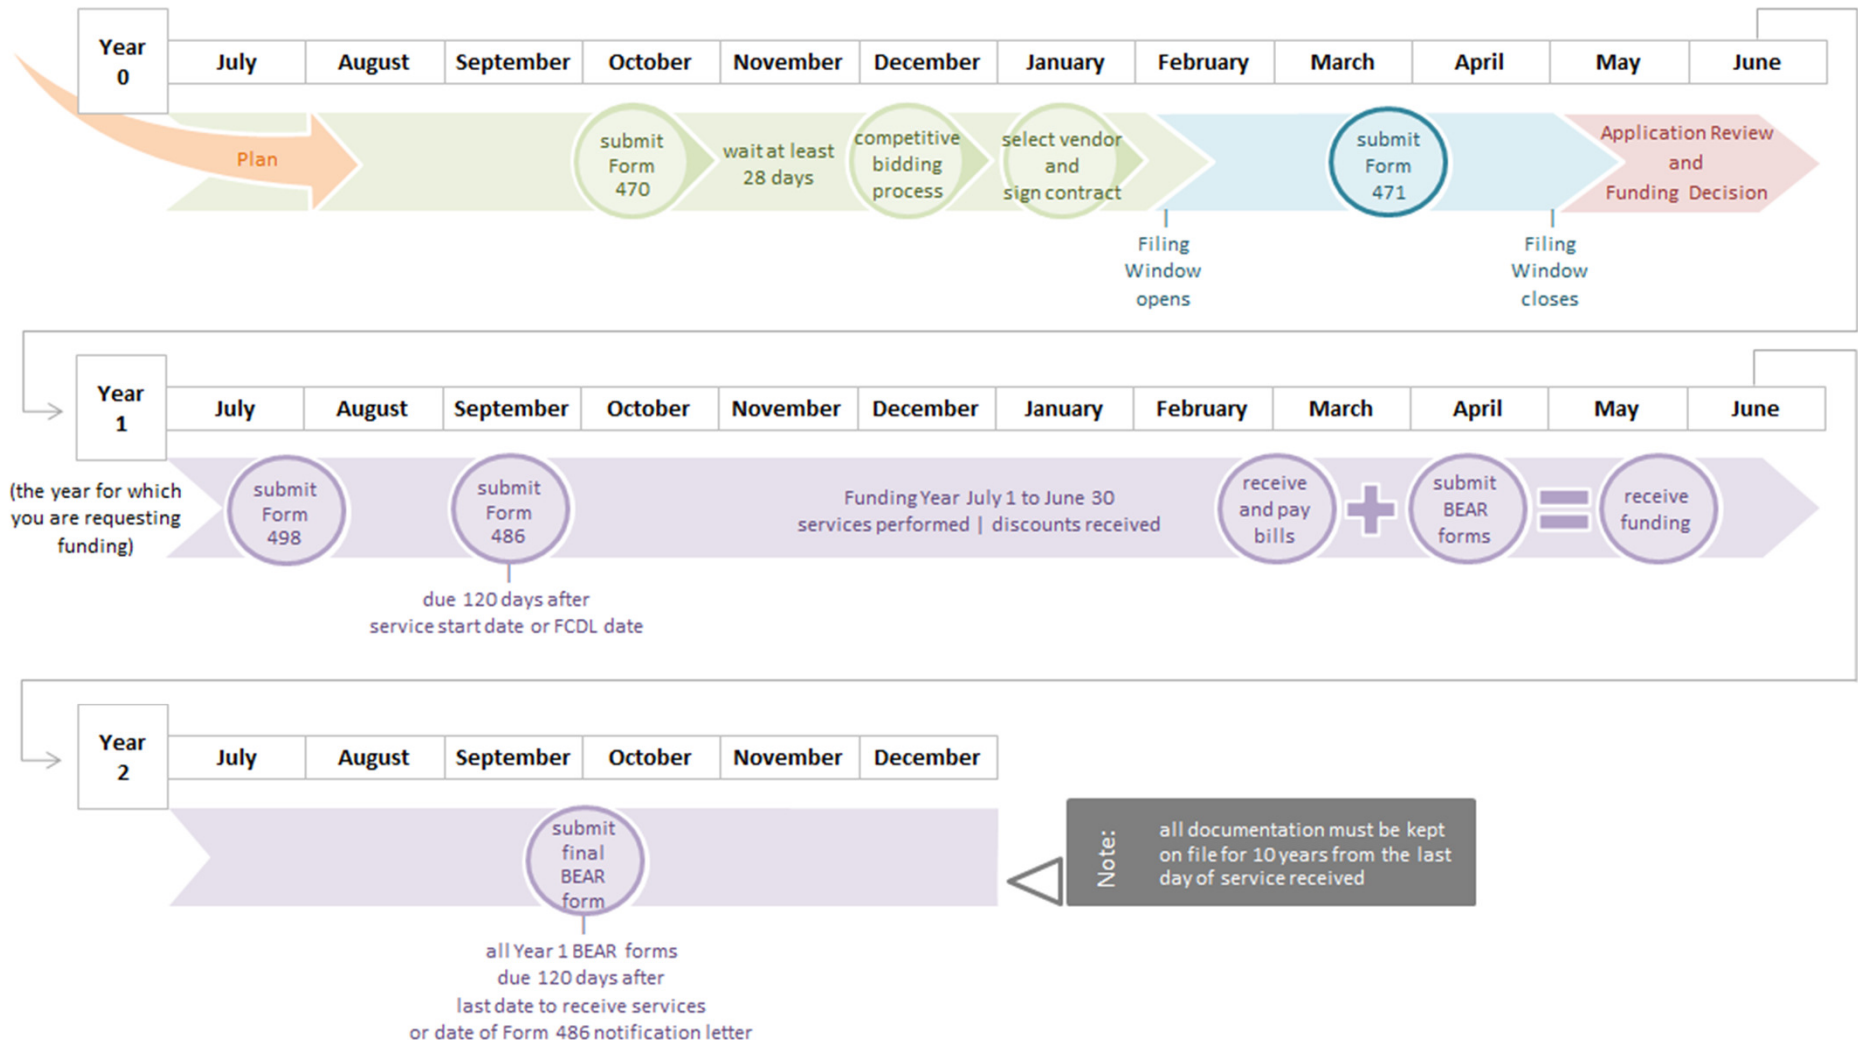 Year
0
July August September October November December January February March April May June
Plan
submit
Form
470
wait at least
28 days
competitive
bidding
process
select vendor
and
sign contract
submit
Form
471
Application Review
and
Funding Decision
Filing
Window
opens
Filing
Window
closes
Year
1
July August September October November December January February March April May June
(the year for which
you are requesting
funding)
submit
Form
498
submit
Form
486
Funding Year July 1 to June 30
services performed | discounts received
receive
and pay
bills
+
submit
BEAR
forms
=
receive
funding
due 120 days after
service start date or FCDL date
Year
2
July August September October November December
submit
final
BEAR
form
all Year 1 BEAR forms
due 120 days after
last date to receive services
or date of Form 486 notification letter
Note:
all documentation must be kept
on file for 10 years from the last
day of service received